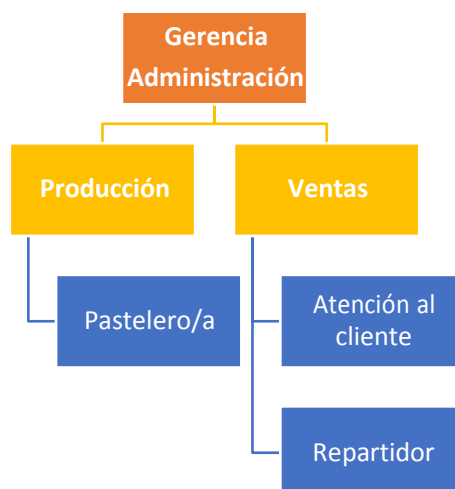 Gerencia
Administración
Producción
Ventas
Pastelero/a
Atención al
cliente
Repartidor